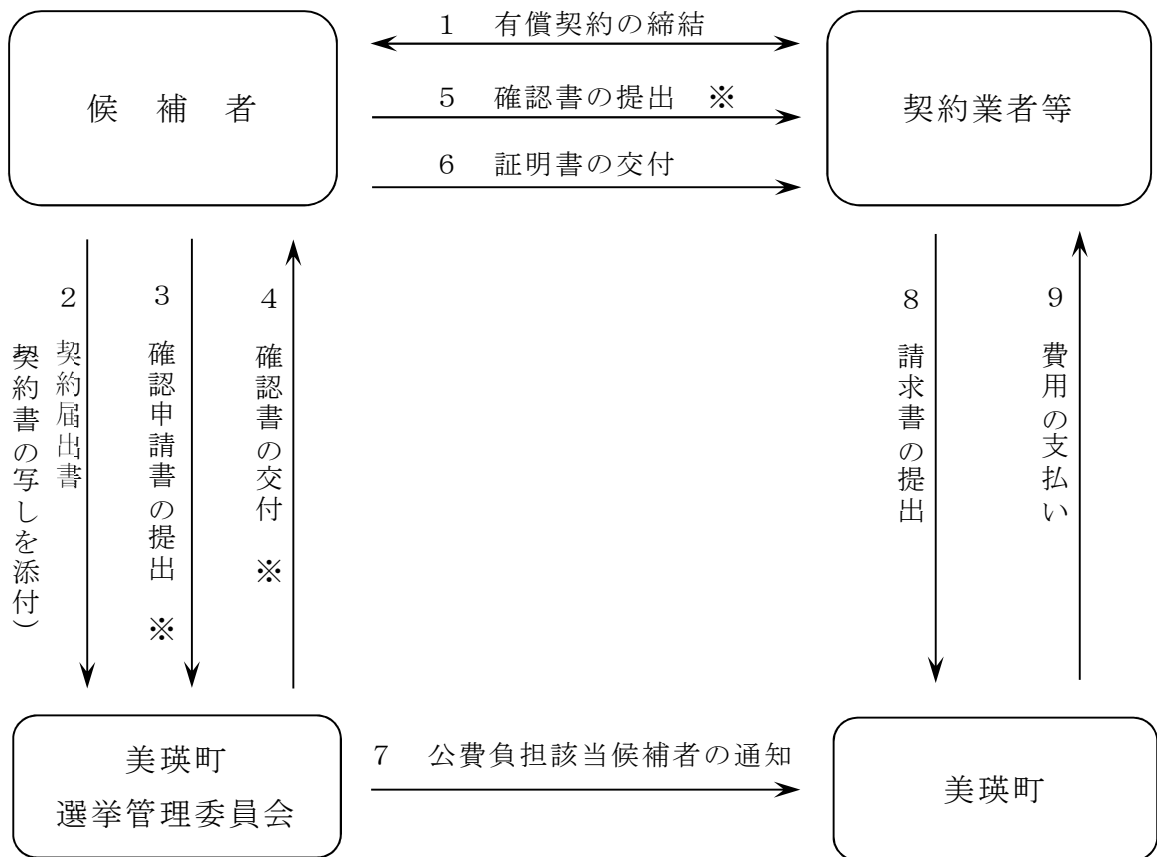 候　補　者
１　有償契約の締結
５　確認書の提出　※
６　証明書の交付
契約業者等
２　契約届出書
契約書の写しを添付）
３　確認申請書の提出　※
４　確認書の交付　※
８　請求書の提出
９　費用の支払い
美瑛町
選挙管理委員会
７　公費負担該当候補者の通知
美瑛町